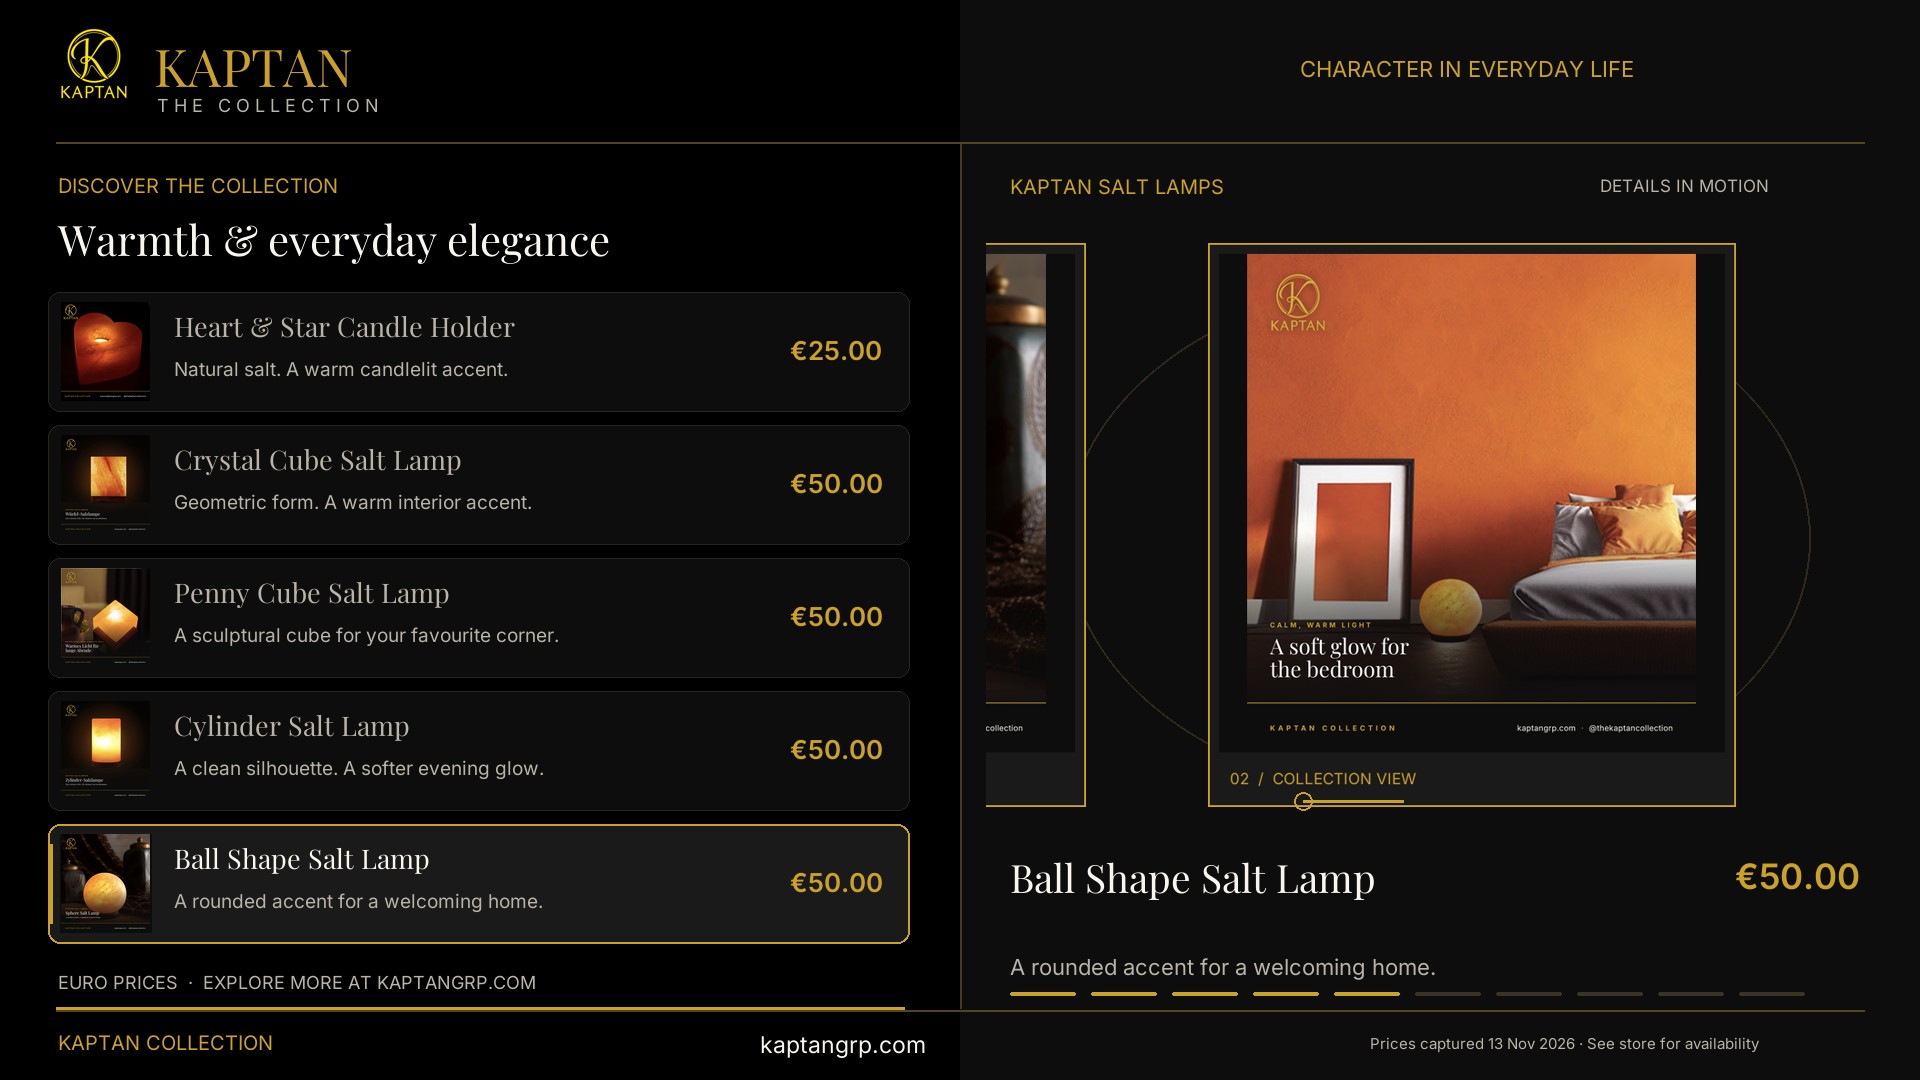 KAPTAN
KAPTAN
THE COLLECTION
CHARACTER IN EVERYDAY LIFE
DISCOVER THE COLLECTION
Warmth & everyday elegance
Heart & Star Candle Holder
Natural salt. A warm candlelit accent.
€25.00
Crystal Cube Salt Lamp
Geometric form. A warm interior accent.
€50.00
Penny Cube Salt Lamp
A sculptural cube for your favourite corner.
€50.00
Cylinder Salt Lamp
A clean silhouette. A softer evening glow.
€50.00
Ball Shape Salt Lamp
A rounded accent for a welcoming home.
€50.00
EURO PRICES · EXPLORE MORE AT KAPTANGRP.COM
KAPTAN SALT LAMPS
DETAILS IN MOTION
collection
KAPTAN
CALM, WARM LIGHT
A soft glow for
the bedroom
KAPTAN COLLECTION
kaptangrp.com · @thekaptancollection
02 / COLLECTION VIEW
Ball Shape Salt Lamp
€50.00
A rounded accent for a welcoming home.
KAPTAN COLLECTION
kaptangrp.com
Prices captured 13 Nov 2026 · See store for availability